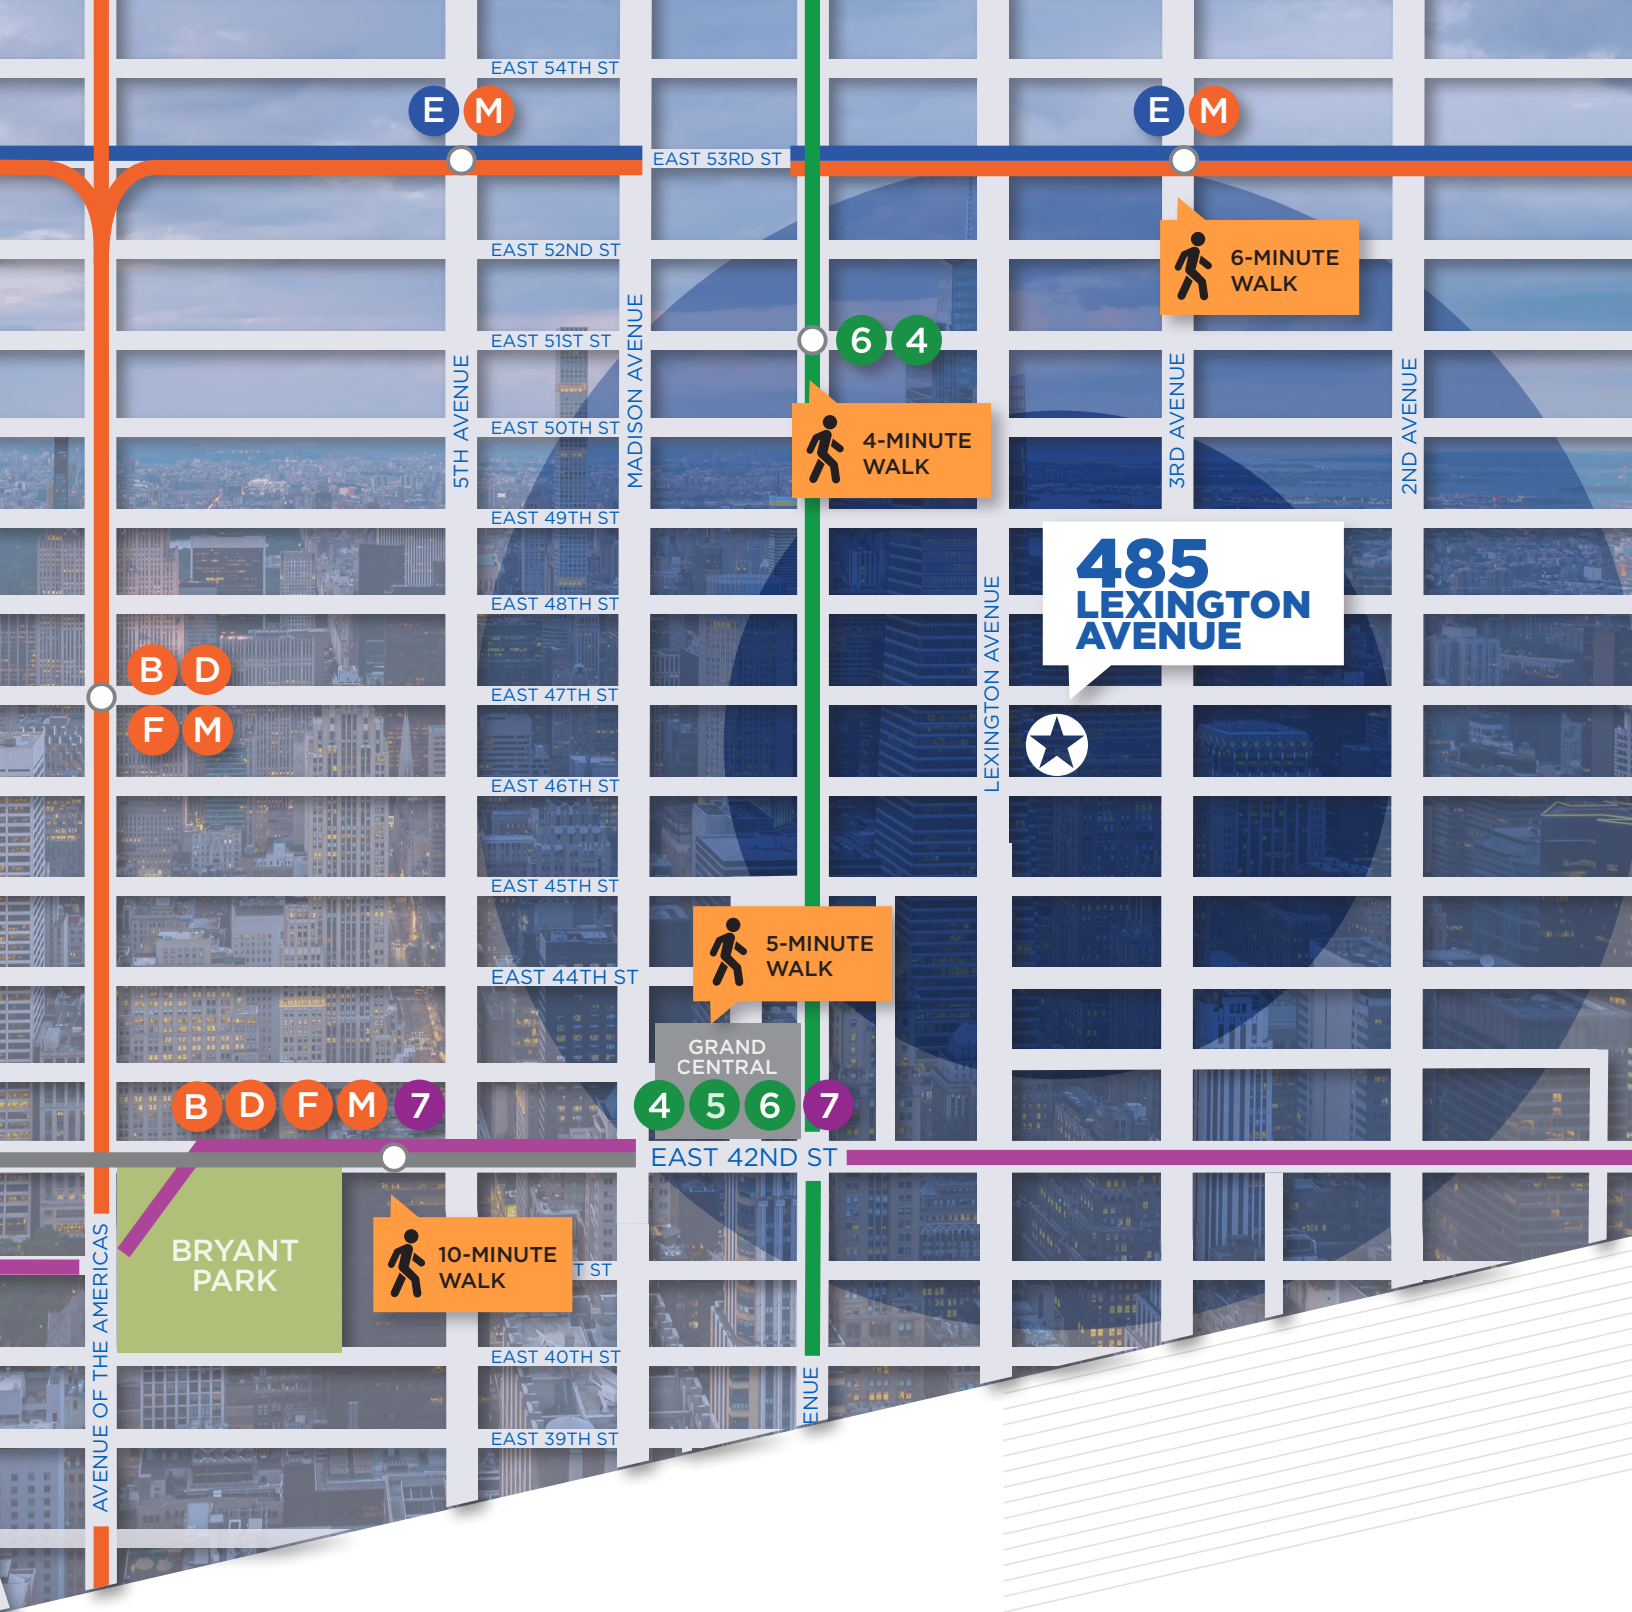 EAST 54TH ST
E M
E M
EAST 53RD ST
EAST 52ND ST
6-MINUTE
WALK
EAST 51ST ST
6 4
MADISON AVENUE
5TH AVENUE
3RD AVENUE
2ND AVENUE
EAST 50TH ST
4-MINUTE
WALK
EAST 49TH ST
485
LEXINGTON
AVENUE
EAST 48TH ST
LEXINGTON AVENUE
B D
F M
EAST 47TH ST
EAST 46TH ST
EAST 45TH ST
5-MINUTE
WALK
EAST 44TH ST
GRAND
CENTRAL
B D F M 7
4 5 6 7
EAST 42ND ST
BRYANT
PARK
10-MINUTE
WALK
T ST
AVENUE OF THE AMERICAS
EAST 40TH ST
ENUE
EAST 39TH ST